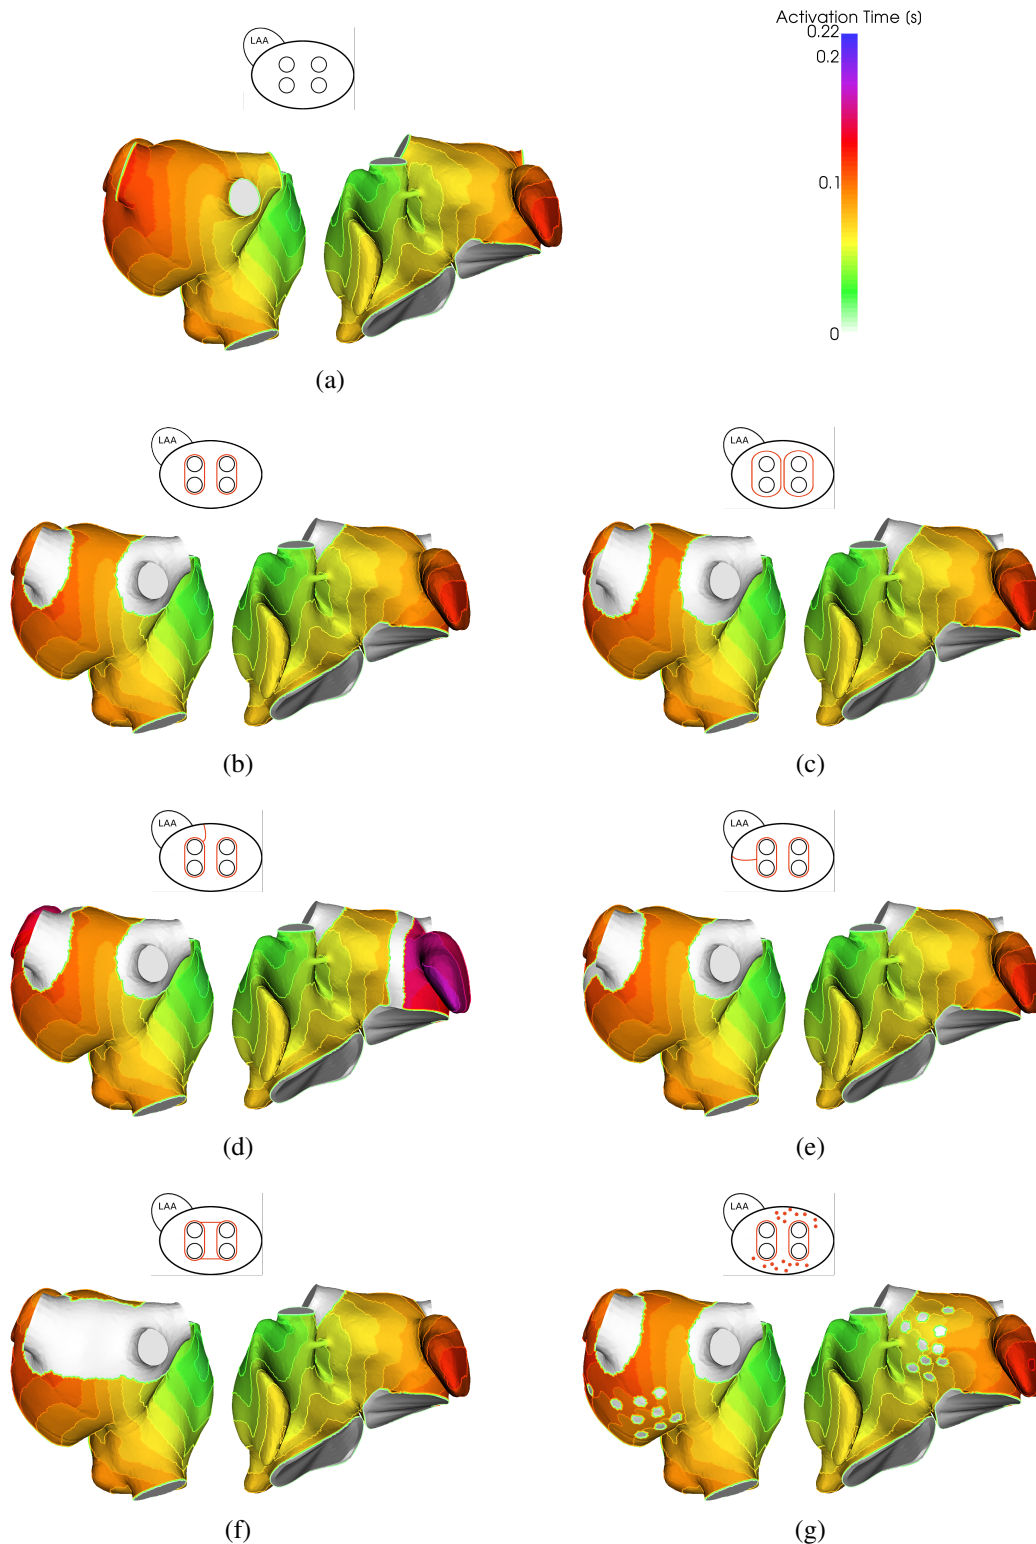 Activation Time (s)
0.22
0.2
0.1
0
LAA
(a)
LAA
LAA
(b)
(c)
LAA
LAA
(d)
(e)
LAA
LAA
(f)
(g)